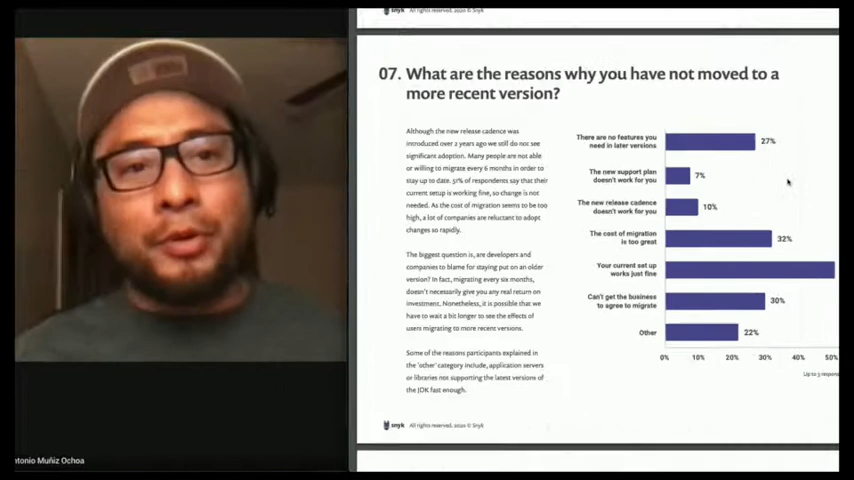 snyk All rights reserved, 2020 © Snyk
07. What are the reasons why you have not moved to a
more recent version?
Although the new release cadence was
introduced over 2 years ago we still do not see
significant adoption. Many people are not able
or willing to migrate every 6 months in order to
stay up to date. 51% of respondents say that their
current setup is working fine, so change is not
needed. As the cost of migration seems to be too
high, a lot of companies are reluctant to adopt
changes so rapidly.
The biggest question is, are developers and
companies to blame for staying put on an older
version? In fact, migrating every six months,
doesn't necessarily give you any real return on
investment. Nonetheless, it is possible that we
have to wait a bit longer to see the effects of
users migrating to more recent versions.
Some of the reasons participants explained in
the 'other' category include, application servers
or libraries not supporting the latest versions of
the JDK fast enough.
There are no features you
need in later versions
27%
The new support plan
doesn't work for you
7%
The new release cadence
doesn't work for you
10%
The cost of migration
is too great
32%
Your current set up
works just fine
Can't get the business
to agree to migrate
30%
Other
22%
0% 10% 20% 30% 40% 50%
Up to 3 respon
snyk All rights reserved, 2020 © Snyk
ntonio Muñiz Ochoa